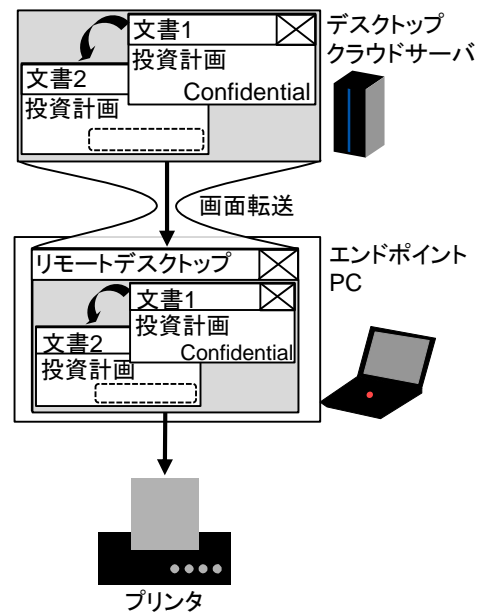 文書1
投資計画
Confidential
文書2
投資計画
デスクトップ
クラウドサーバ
画面転送
リモートデスクトップ
文書1
投資計画
Confidential
文書2
投資計画
エンドポイント
PC
プリンタ